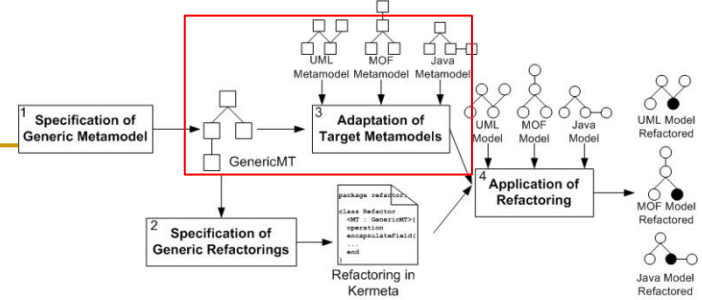 UML
Metamodel
MOF
Metamodel
Java
Metamodel
1
Specification of
Generic Metamodel
GenericMT
3
Adaptation of
Target Metamodels
UML
Model
MOF
Model
Java
Model
UML Model
Refactored
4
Application of
Refactoring
MOF Model
Refactored
2
Specification of
Generic Refactorings
package refactor;
class Refactor
<MT : GenericMT>{
operation
encapsulateField(
...
end
}
Refactoring in
Kermeta
Java Model
Refactored